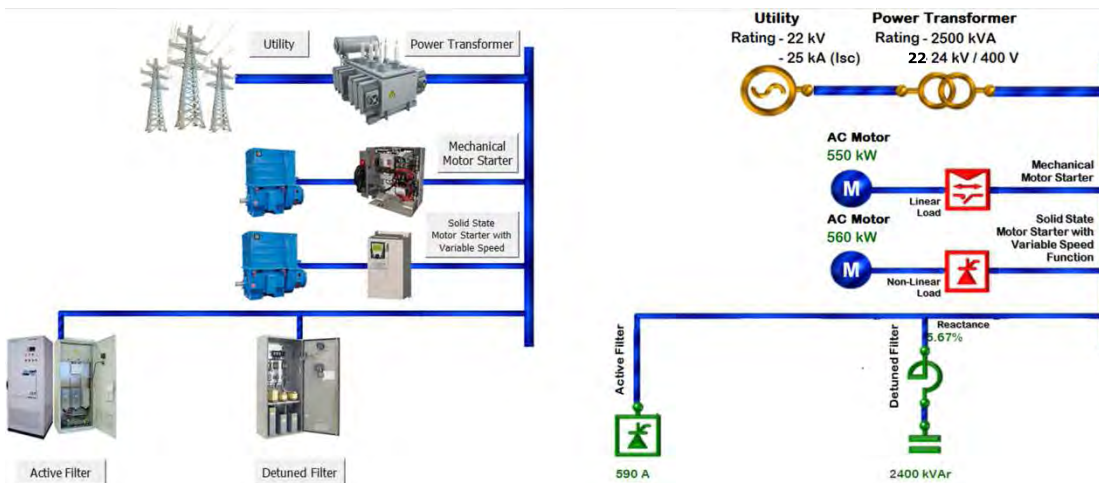 Utility
Power Transformer
Mechanical
Motor Starter
Solid State
Motor Starter with
Variable Speed
Active Filter
Detuned Filter
Utility
Rating - 22 kV
- 25 kA (Isc)
Power Transformer
Rating - 2500 kVA
22 24 kV / 400 V
AC Motor
550 kW
M
Linear
Load
Mechanical
Motor Starter
AC Motor
560 kW
M
Non-Linear
Load
Solid State
Motor Starter with
Variable Speed
Function
Active Filter
590 A
Detuned Filter
Reactance
5.67%
2400 kVAr